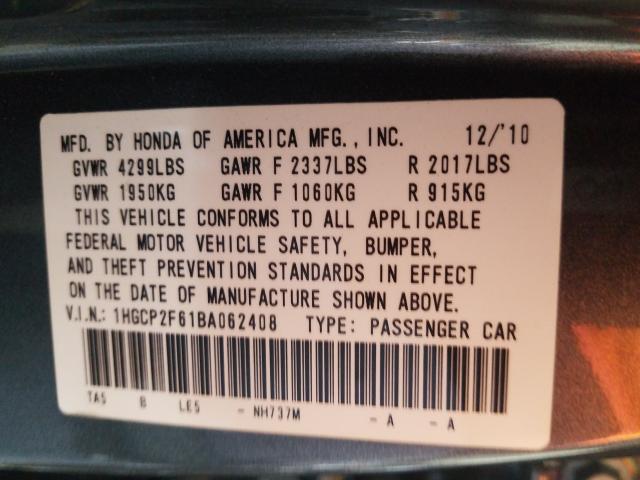 MFD. BY HONDA OF AMERICA MFG., INC. 12/'10
GVWR 4299LBS GAWR F 2337LBS R 2017LBS
GVWR 1950KG GAWR F 1060KG R 915KG
THIS VEHICLE CONFORMS TO ALL APPLICABLE
FEDERAL MOTOR VEHICLE SAFETY, BUMPER,
AND THEFT PREVENTION STANDARDS IN EFFECT
ON THE DATE OF MANUFACTURE SHOWN ABOVE.
V.I.N.: 1HGCP2F61BA062408 TYPE: PASSENGER CAR
TA5 B LE5 - NH737M - A - A